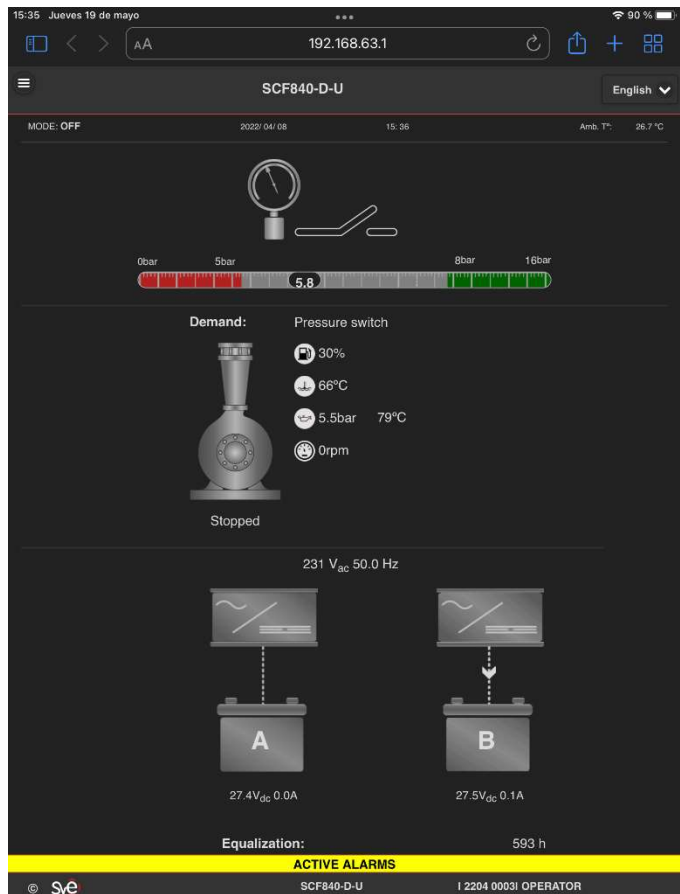 15:35 Jueves 19 de mayo
90 %
AA
192.168.63.1
SCF840-D-U
English
MODE: OFF
2022/ 04/ 08
15: 36
Amb. Tª:
26.7 ºC
0bar
5bar
8bar
16bar
5.8
Demand:
Pressure switch
30%
66ºC
5.5bar 79ºC
0rpm
Stopped
231 Vac 50.0 Hz
A
B
27.4Vdc 0.0A
27.5Vdc 0.1A
Equalization:
593 h
ACTIVE ALARMS
© sve
SCF840-D-U
I 2204 0003I OPERATOR